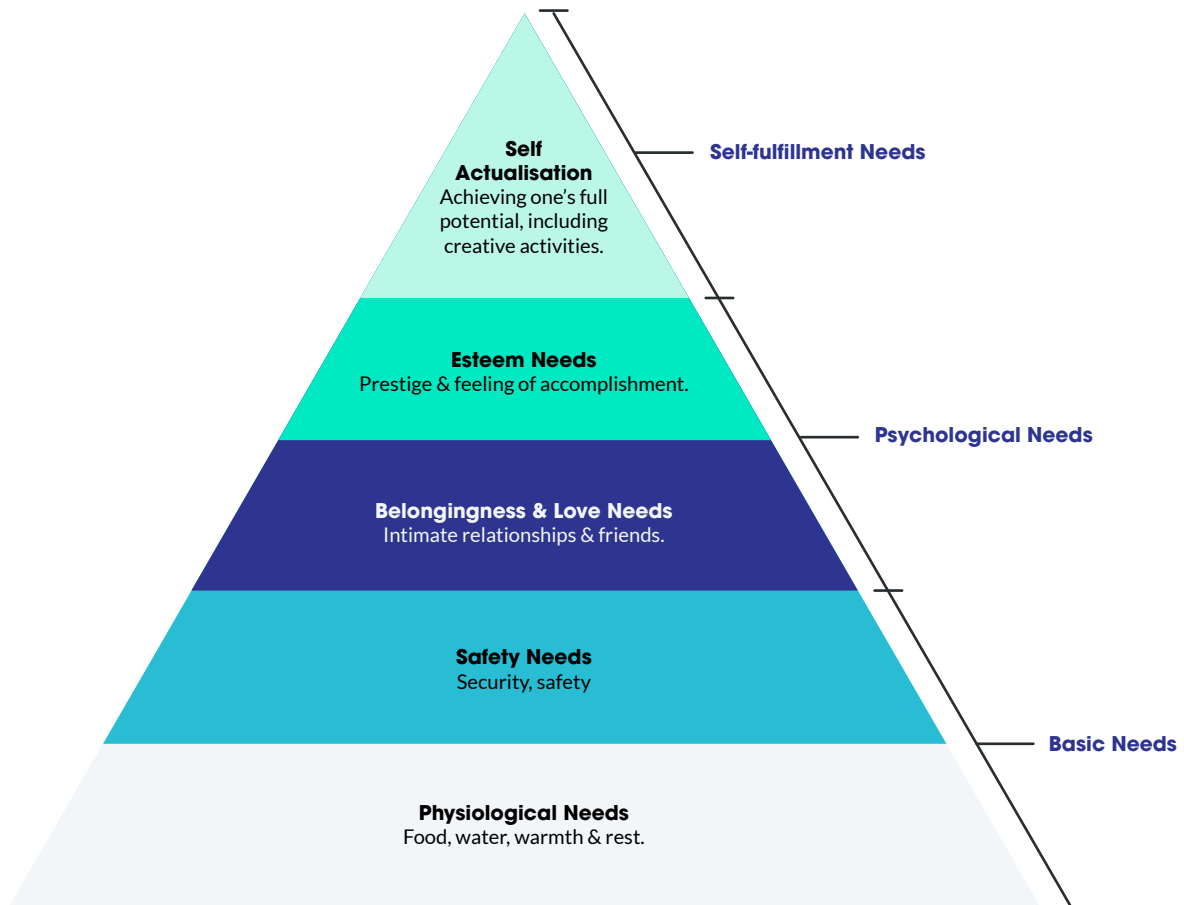 Self
Actualisation
Achieving one’s full
potential, including
creative activities.
Self-fulfillment Needs
Esteem Needs
Prestige & feeling of accomplishment.
Psychological Needs
Belongingness & Love Needs
Intimate relationships & friends.
Safety Needs
Security, safety
Basic Needs
Physiological Needs
Food, water, warmth & rest.